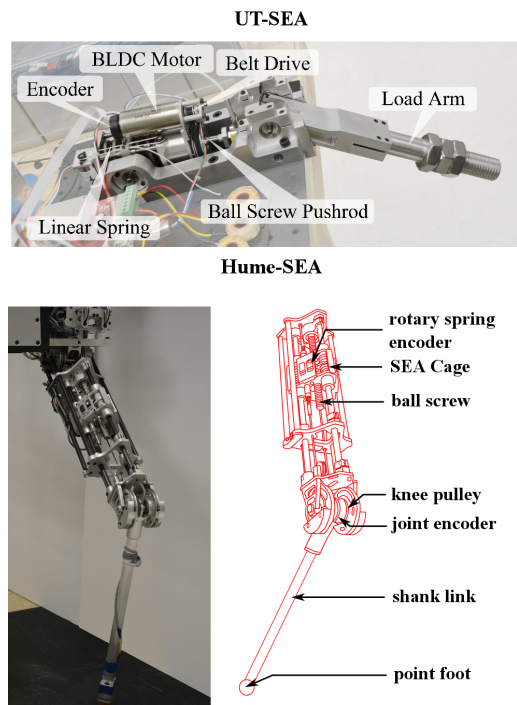 UT-SEA
BLDC Motor
Belt Drive
Encoder
Load Arm
Linear Spring
Ball Screw Pushrod
Hume-SEA
rotary spring
encoder
SEA Cage
ball screw
knee pulley
joint encoder
shank link
point foot